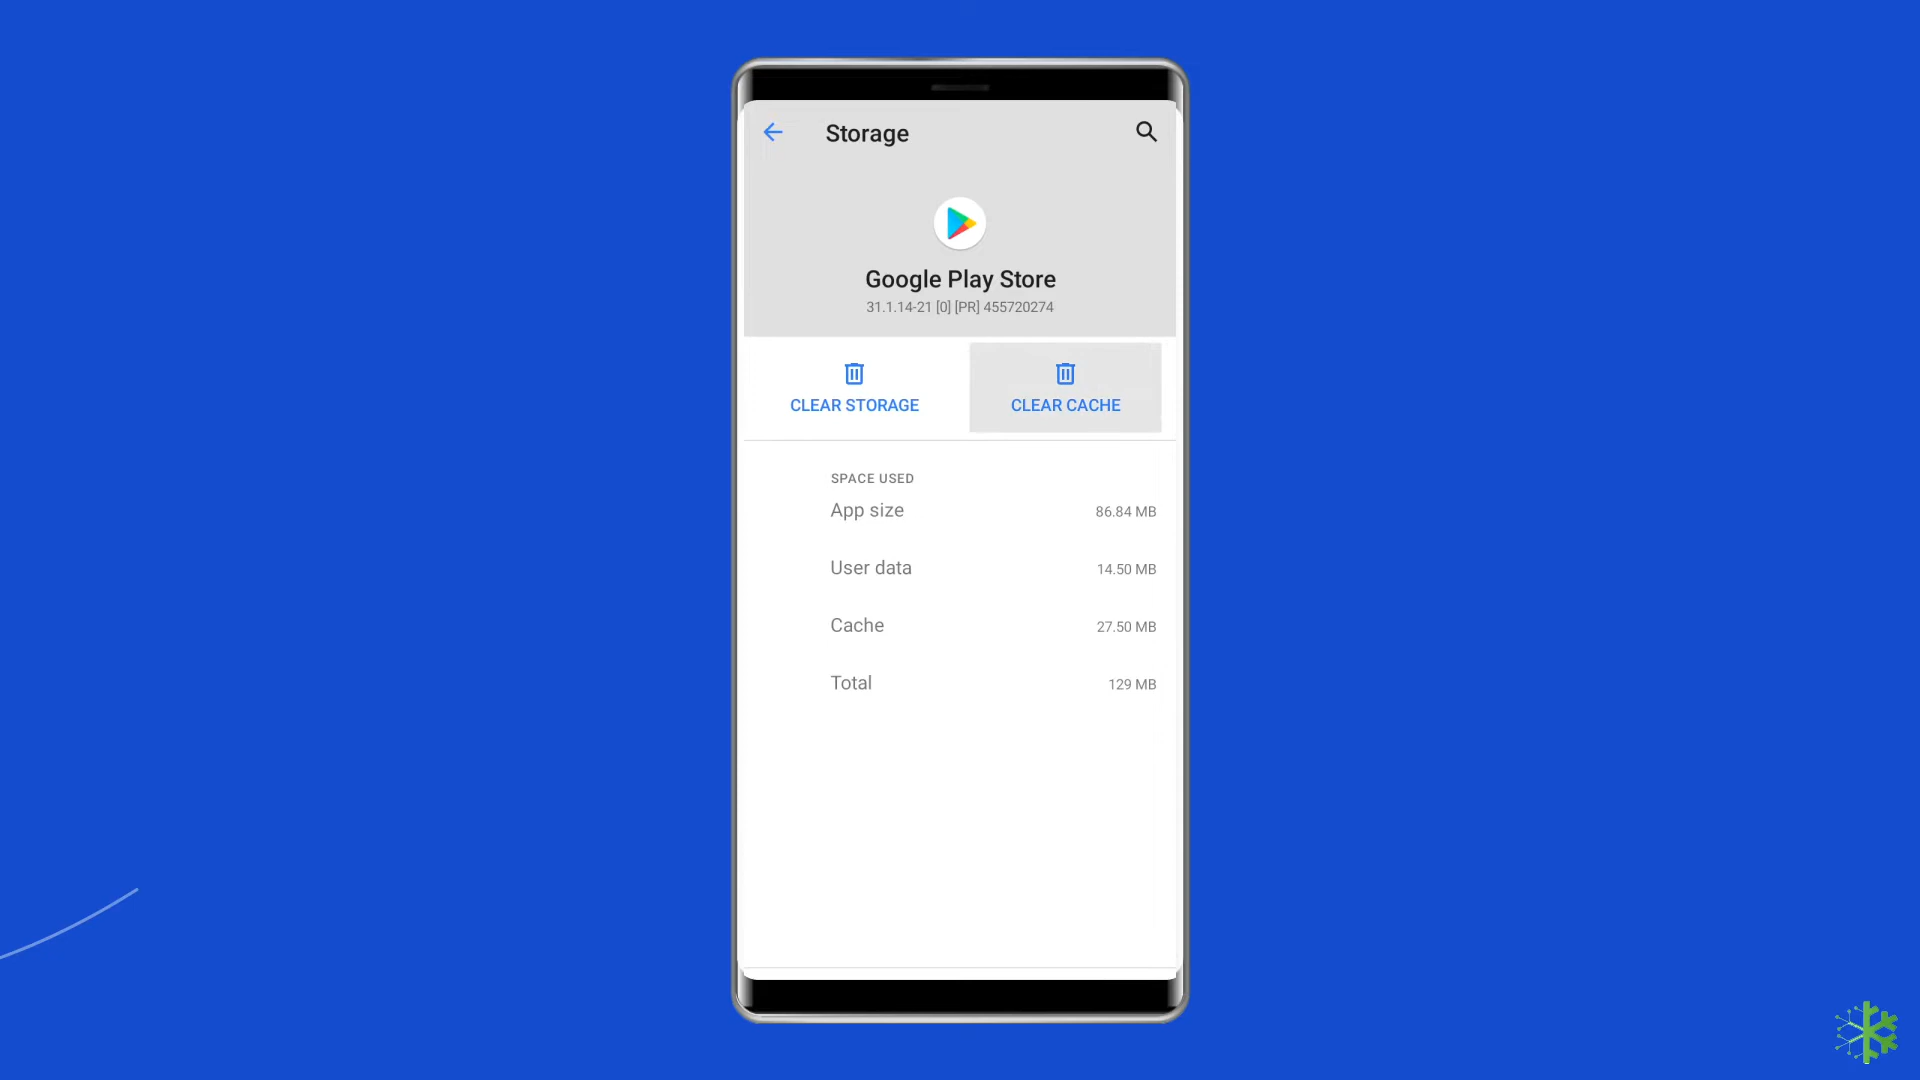 Storage
Google Play Store
31.1.14-21 [0] [PR] 455720274
CLEAR STORAGE
CLEAR CACHE
SPACE USED
App size 86.84 MB
User data 14.50 MB
Cache 27.50 MB
Total 129 MB